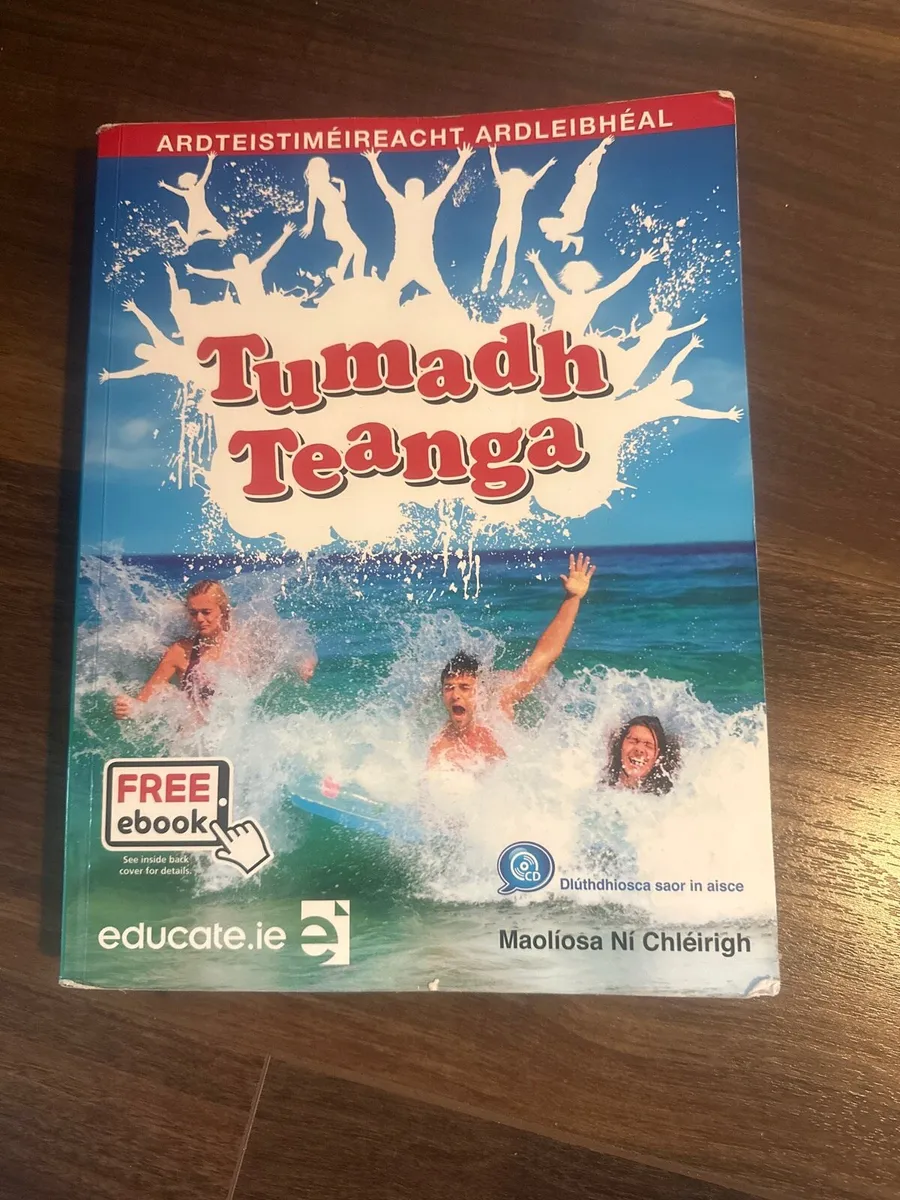 ARDTEISTIMÉIREACHT ARDLEIBHÉAL
Tumadh
Teanga
FREE
ebook
See inside back
cover for details.
CD
Dlúthdhiosca saor in aisce
educate.ie e
Maolíosa Ní Chléirigh